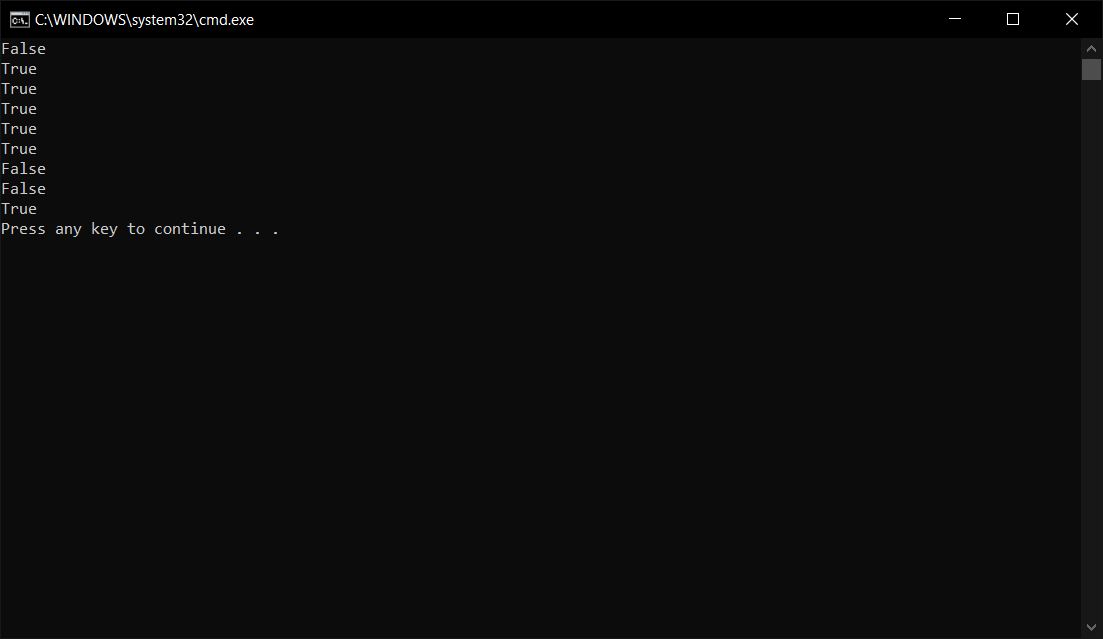 C:\WINDOWS\system32\cmd.exe
False
True
True
True
True
True
False
False
True
Press any key to continue . . .